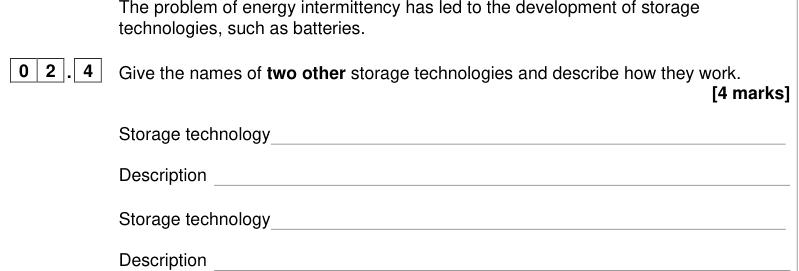 The problem of energy intermittency has led to the development of storage
technologies, such as batteries.
0 2 . 4 Give the names of two other storage technologies and describe how they work.
[4 marks]
Storage technology
Description
Storage technology
Description